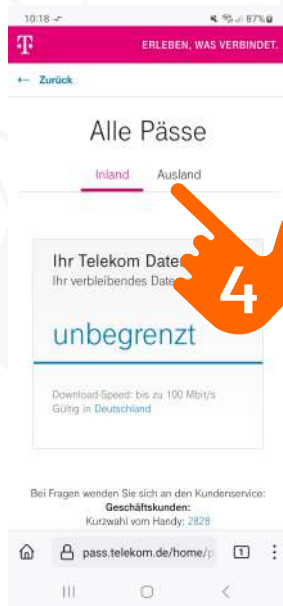 10:18
87%
T
ERLEBEN, WAS VERBINDET.
← Zurück
Alle Pässe
Inland Ausland
Ihr Telekom Date
Ihr verbleibendes Date
4
unbegrenzt
Download-Speed: bis zu 100 Mbit/s
Gültig in Deutschland
Bei Fragen wenden Sie sich an den Kundenservice:
Geschäftskunden:
Kurzwahl vom Handy: 2828
pass.telekom.de/home/p
1